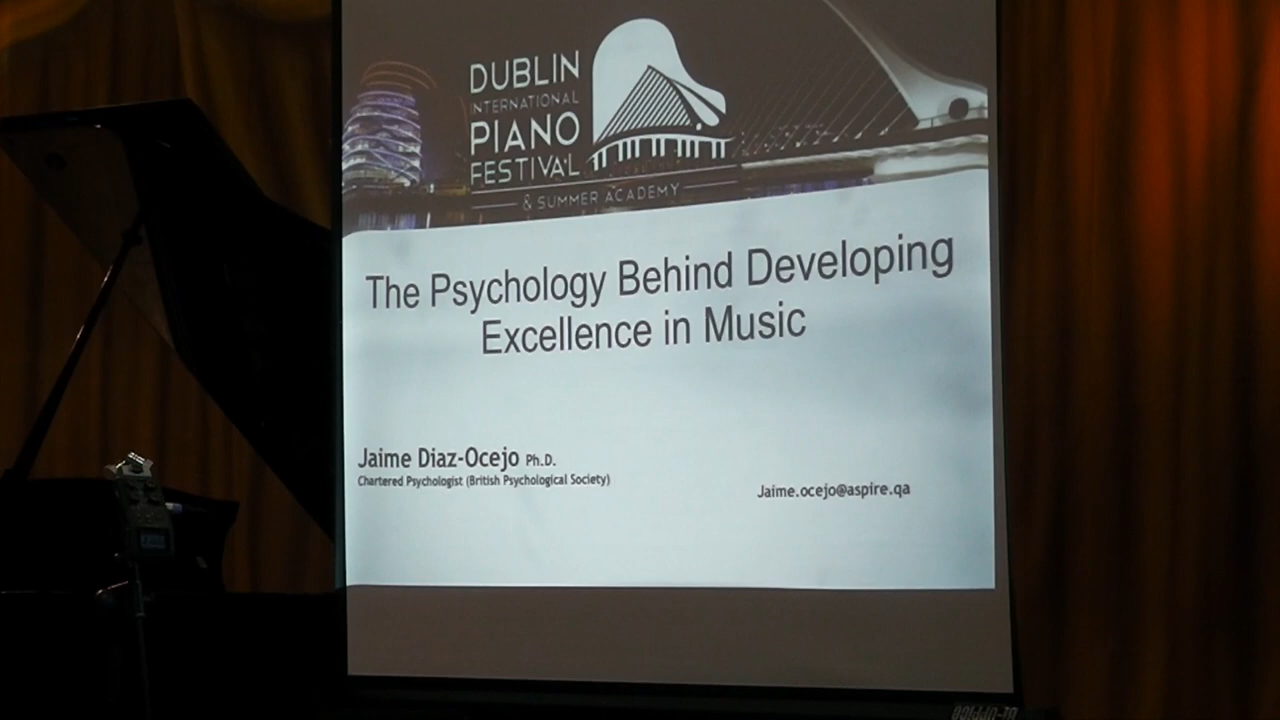 DUBLIN
INTERNATIONAL
PIANO
FESTIVAL
& SUMMER ACADEMY
The Psychology Behind Developing
Excellence in Music
Jaime Diaz-Ocejo Ph.D.
Chartered Psychologist (British Psychological Society)
Jaime.ocejo@aspire.qa